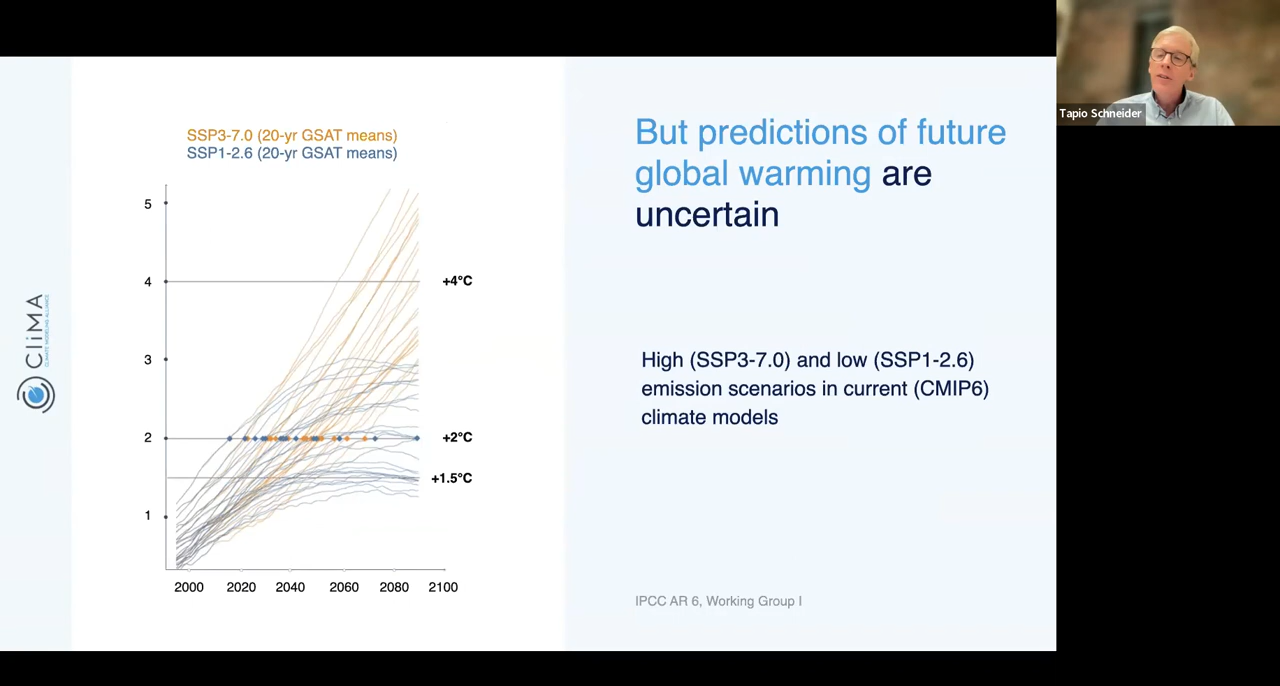 SSP3-7.0 (20-yr GSAT means)
SSP1-2.6 (20-yr GSAT means)
5
4
3
2
1
+4°C
+2°C
+1.5°C
2000 2020 2040 2060 2080 2100
CLIMA
CLIMATE MODELING ALLIANCE
But predictions of future
global warming are
uncertain
High (SSP3-7.0) and low (SSP1-2.6)
emission scenarios in current (CMIP6)
climate models
IPCC AR 6, Working Group I
Tapio Schneider